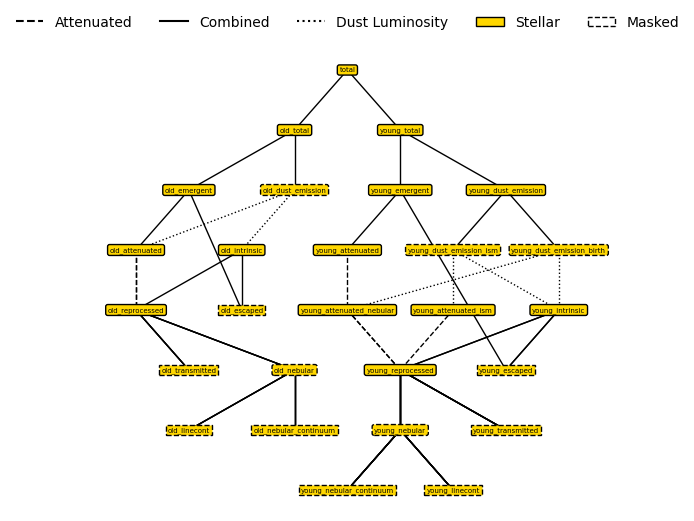 Attenuated Combined Dust Luminosity Stellar Masked
total
old_total young_total
old_emergent old_dust_emission young_emergent young_dust_emission
old_attenuated old_intrinsic young_attenuated young_dust_emission_ism young_dust_emission_birth
old_reprocessed old_escaped young_attenuated_nebular young_attenuated_ism young_intrinsic
old_transmitted old_nebular young_reprocessed young_escaped
old_linecont old_nebular_continuum young_nebular young_transmitted
young_nebular_continuum young_linecont